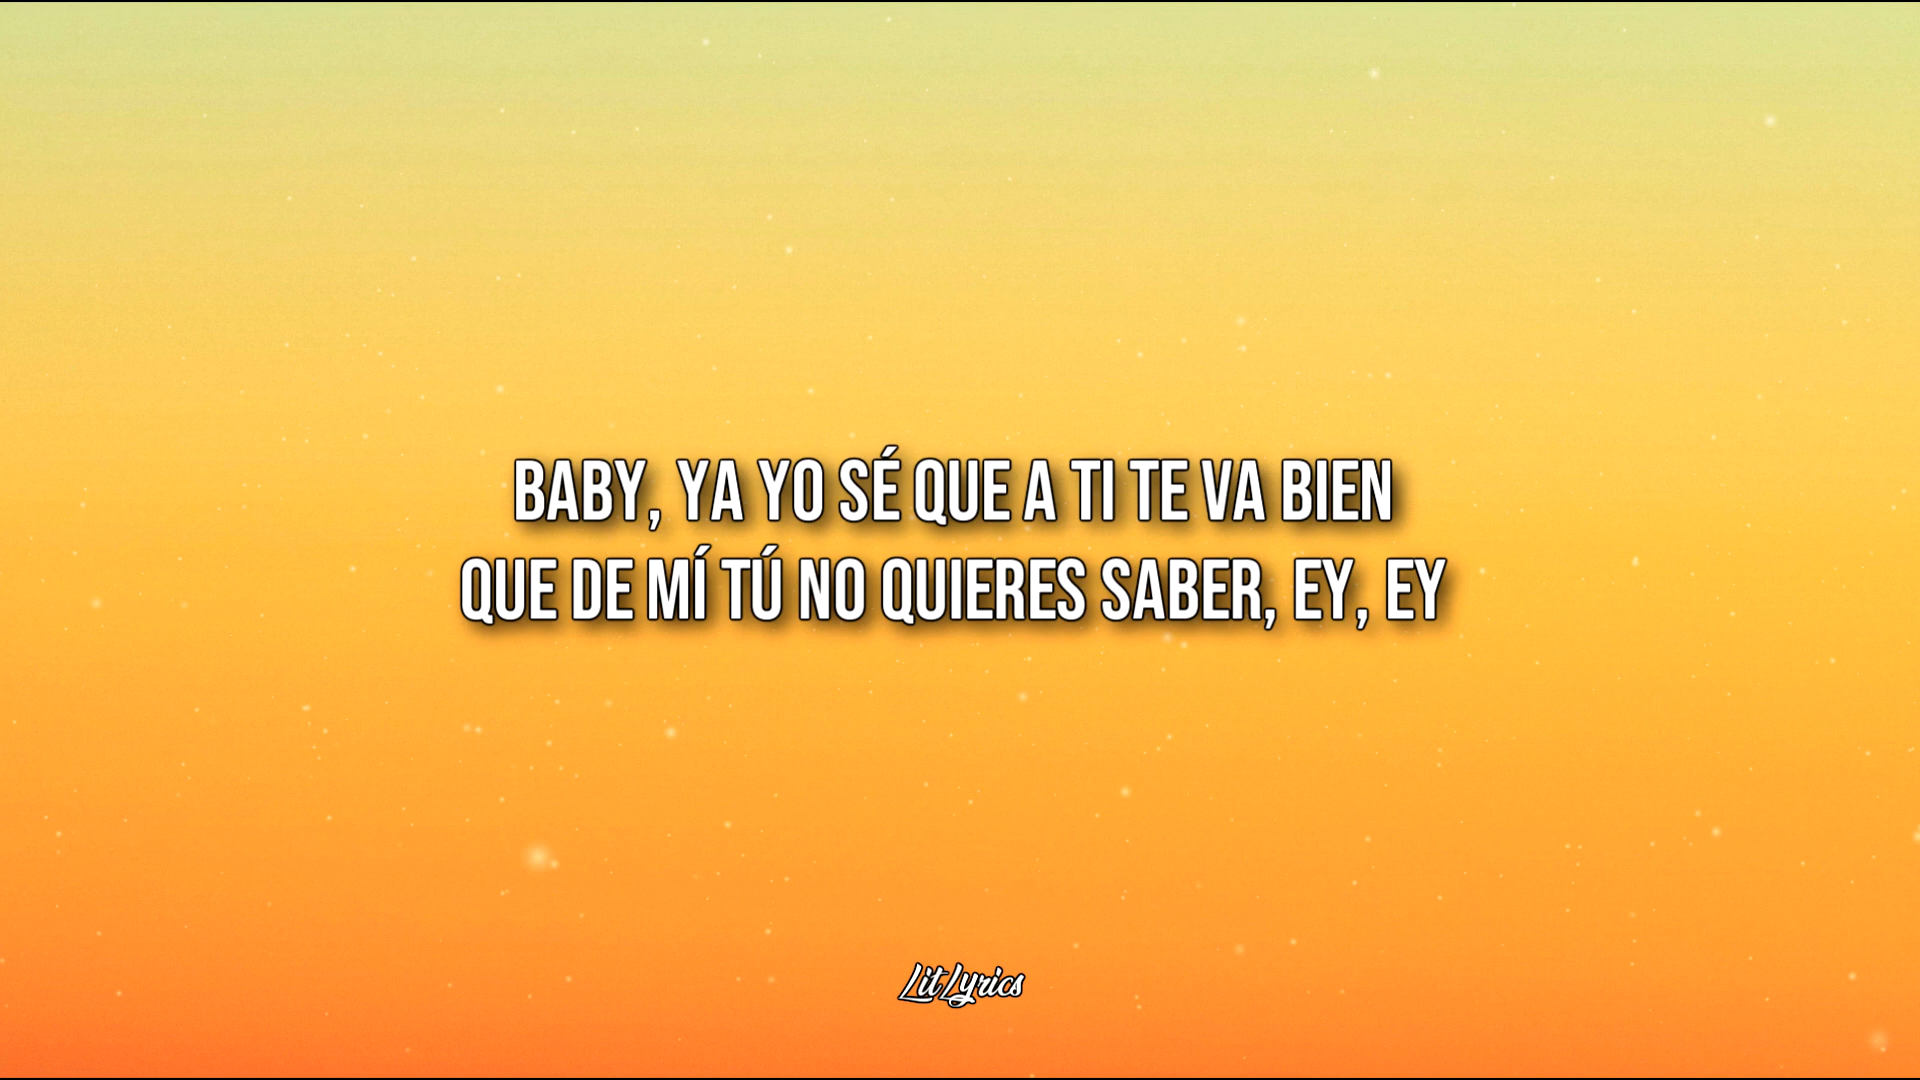 BABY, YA YO SÉ QUE A TI TE VA BIEN
QUE DE MÍ TÚ NO QUIERES SABER, EY, EY
LitLyrics